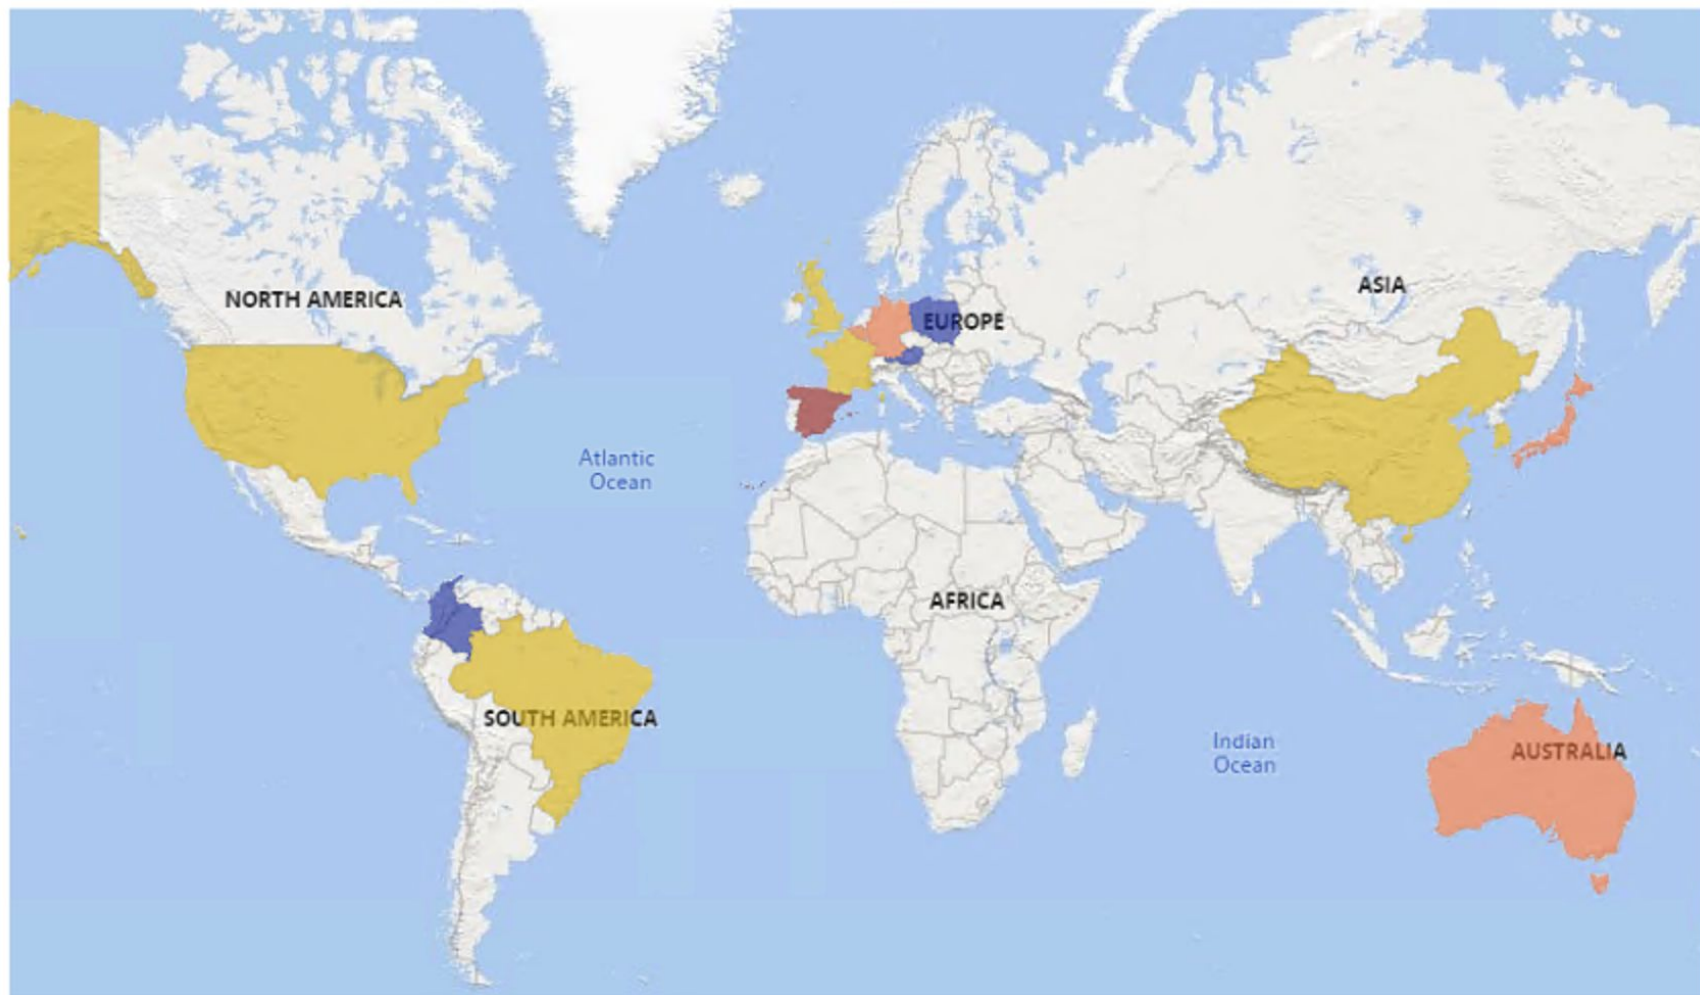 ASIA
NORTH AMERICA
EUROPE
Atlantic
Ocean
AFRICA
SOUTH AMERICA
Indian
Ocean
AUSTRALIA